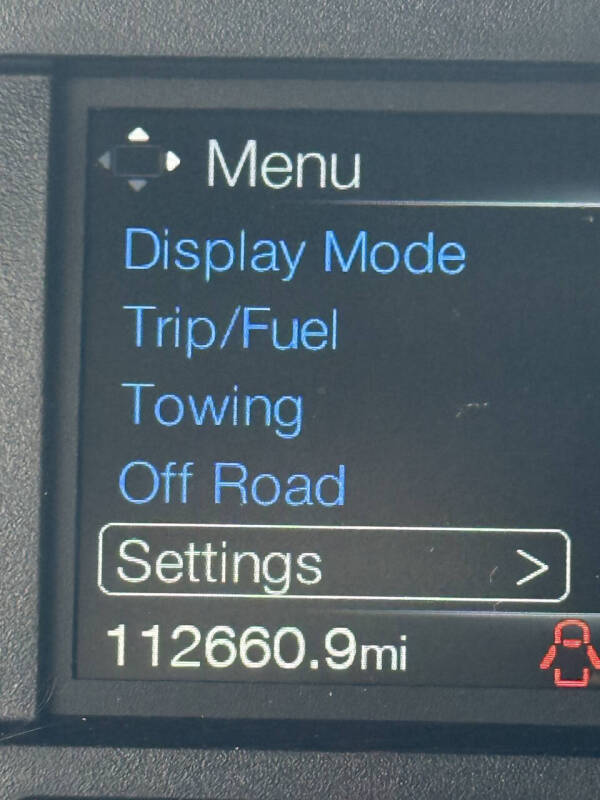 Menu
Display Mode
Trip/Fuel
Towing
Off Road
Settings >
112660.9mi